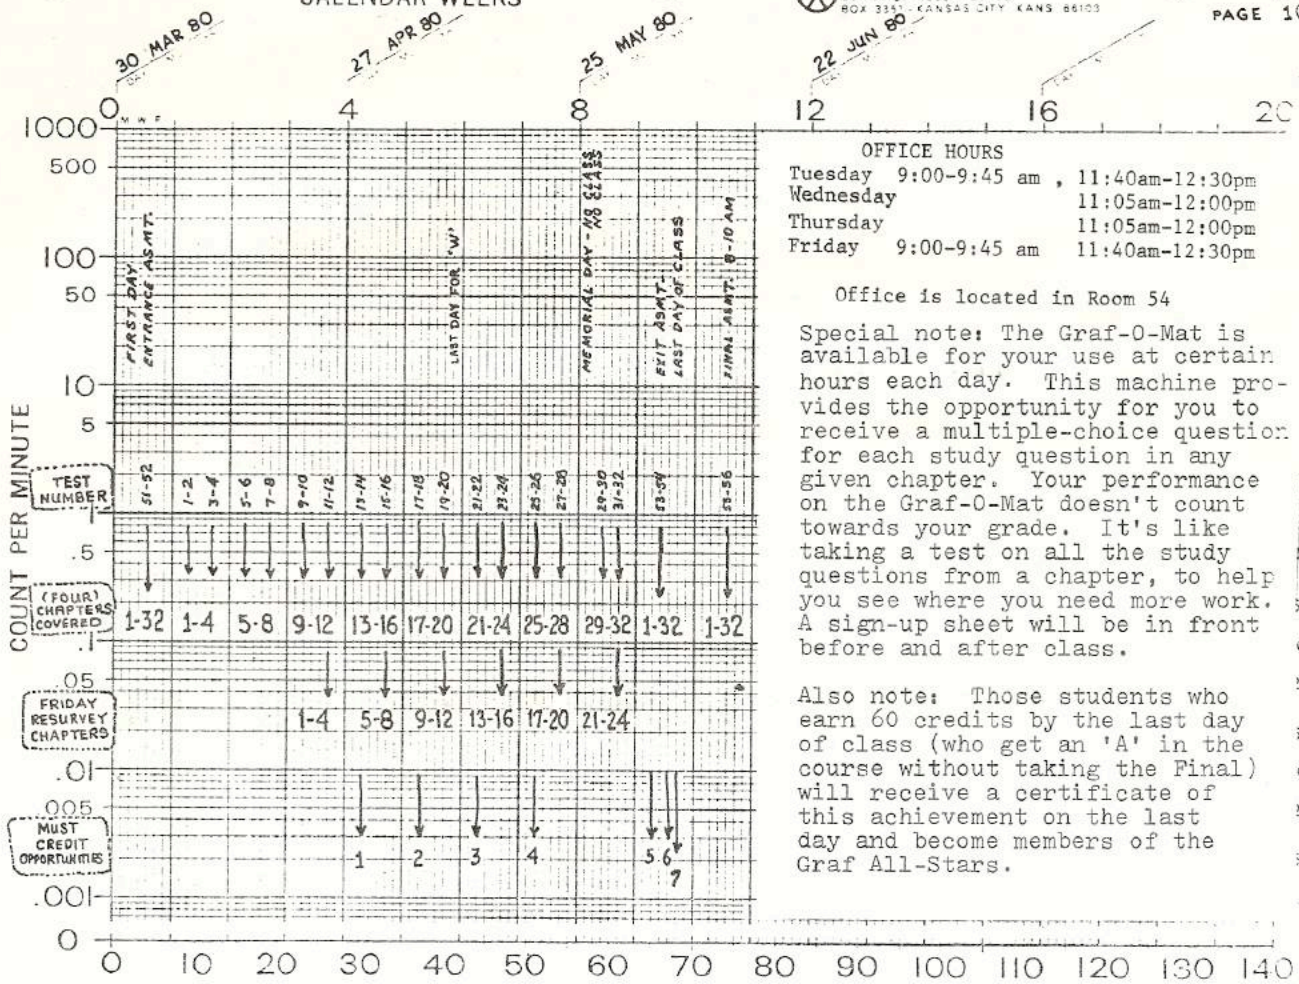 CALENDAR WEEKS
BOX 3351 - KANSAS CITY KANS 66103
PAGE 10
30 MAR 80
27 APR 80
25 MAY 80
22 JUN 80
0 4 8 12 16 20
M W F
COUNT PER MINUTE
1000
500
100
50
10
5
1
.5
.1
.05
.01
.005
.001
0
FIRST DAY
ENTRANCE ASMT.
LAST DAY FOR 'W'
MEMORIAL DAY - NO CLASS
NO CLASS
EXIT ASMT-
LAST DAY OF CLASS
FINAL ASMT. 8-10 AM
TEST
NUMBER
51-52 1-2 3-4 5-6 7-8 9-10 11-12 13-14 15-16 17-18 19-20 21-22 23-24 25-26 27-28 29-30 31-32 53-54 55-56
(FOUR)
CHAPTERS
COVERED
1-32 1-4 5-8 9-12 13-16 17-20 21-24 25-28 29-32 1-32 1-32
FRIDAY
RESURVEY
CHAPTERS
1-4 5-8 9-12 13-16 17-20 21-24
MUST
CREDIT
OPPORTUNITIES
1 2 3 4 5 6
7
0 10 20 30 40 50 60 70 80 90 100 110 120 130 140
OFFICE HOURS
Tuesday 9:00-9:45 am , 11:40am-12:30pm
Wednesday 11:05am-12:00pm
Thursday 11:05am-12:00pm
Friday 9:00-9:45 am 11:40am-12:30pm
Office is located in Room 54
Special note: The Graf-O-Mat is
available for your use at certain
hours each day. This machine pro-
vides the opportunity for you to
receive a multiple-choice question
for each study question in any
given chapter. Your performance
on the Graf-O-Mat doesn't count
towards your grade. It's like
taking a test on all the study
questions from a chapter, to help
you see where you need more work.
A sign-up sheet will be in front
before and after class.
Also note: Those students who
earn 60 credits by the last day
of class (who get an 'A' in the
course without taking the Final)
will receive a certificate of
this achievement on the last
day and become members of the
Graf All-Stars.